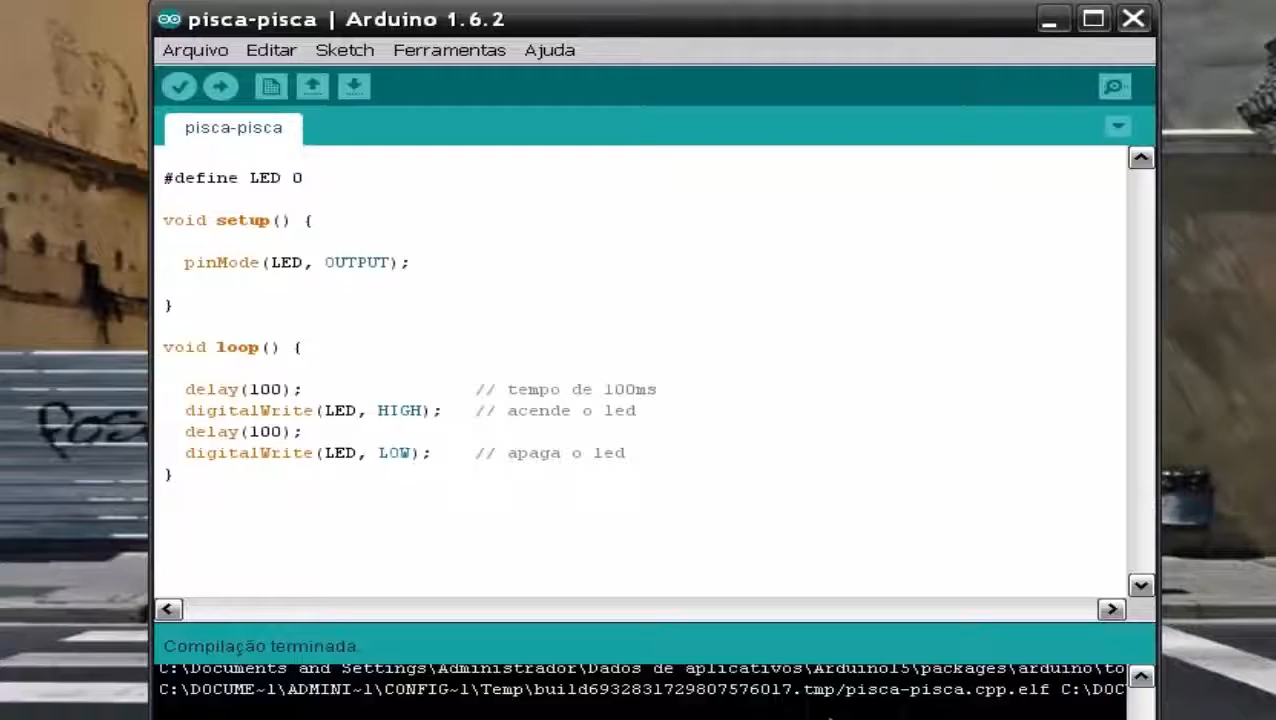 pisca-pisca | Arduino 1.6.2
Arquivo Editar Sketch Ferramentas Ajuda
pisca-pisca
#define LED 0
void setup() {
pinMode(LED, OUTPUT);
}
void loop() {
delay(100); // tempo de 100ms
digitalWrite(LED, HIGH); // acende o led
delay(100);
digitalWrite(LED, LOW); // apaga o led
}
Compilação terminada.
C:\Documents and Settings\Administrador\Dados de aplicativos\Arduino15\packages\arduino\to
C:\DOCUME~1\ADMINI~1\CONFIG~1\Temp\build6932831729807576017.tmp/pisca-pisca.cpp.elf C:\DOC